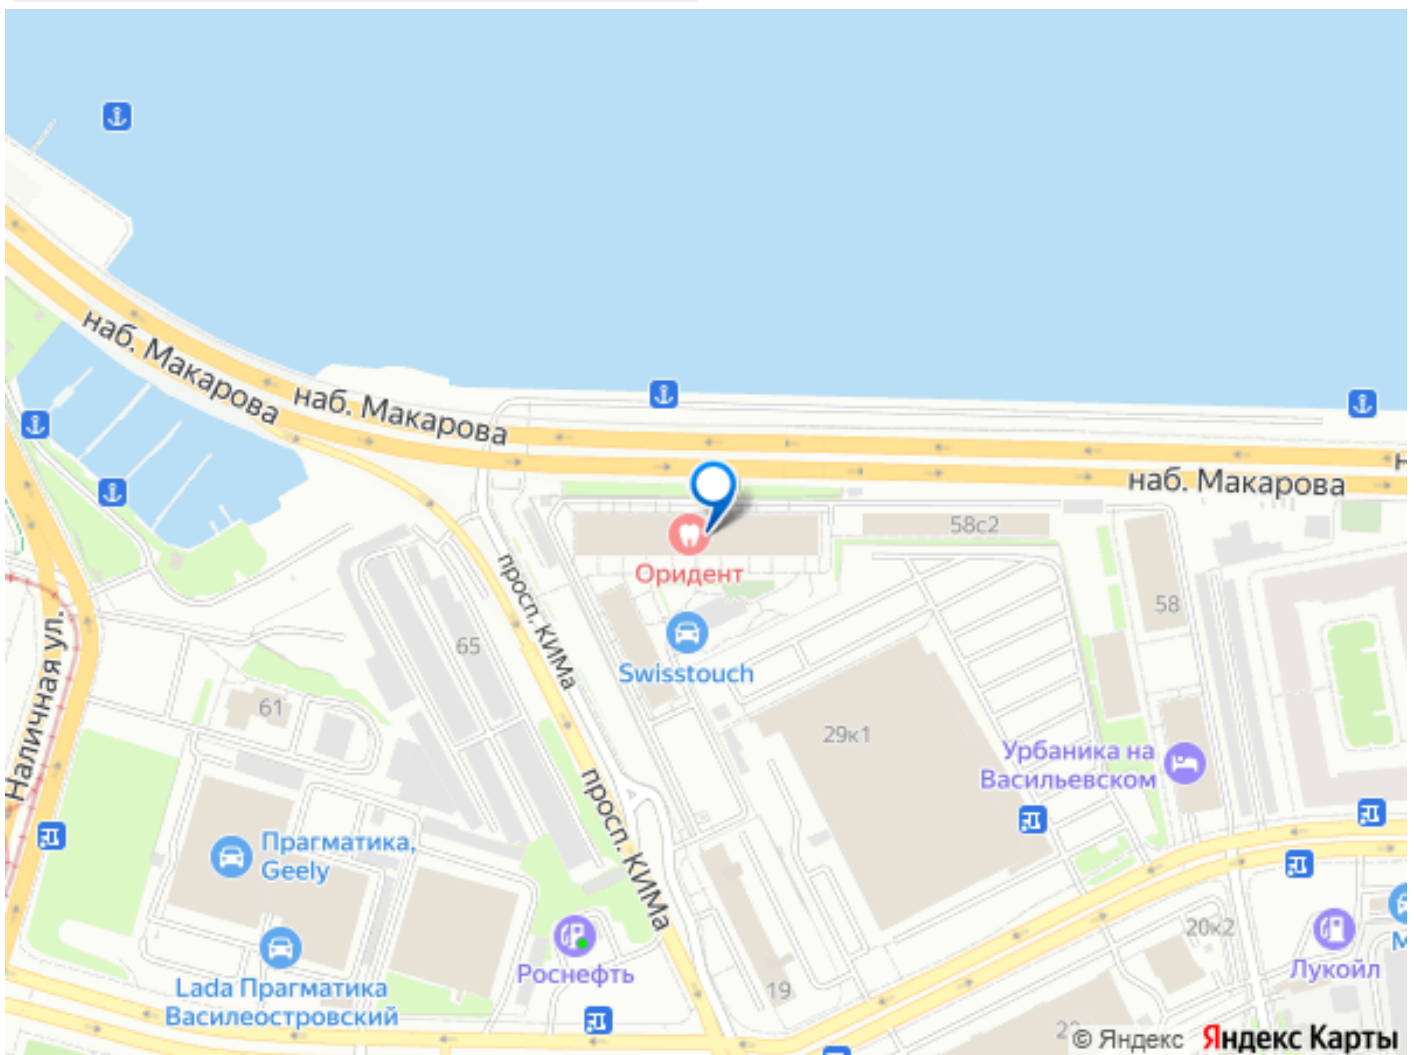 наб. Макарова
наб. Макарова
наб. Макарова
н
58с2
Оридент
просп. КИМа
58
65
Swisstouch
Наличная ул.
61
29к1
Урбаника на
Васильевском
просп. КИМа
Прагматика,
Geely
20к2
М
Роснефть
Лукойл
Lada Прагматика
Василеостровский
19
© Яндекс Яндекс Карты